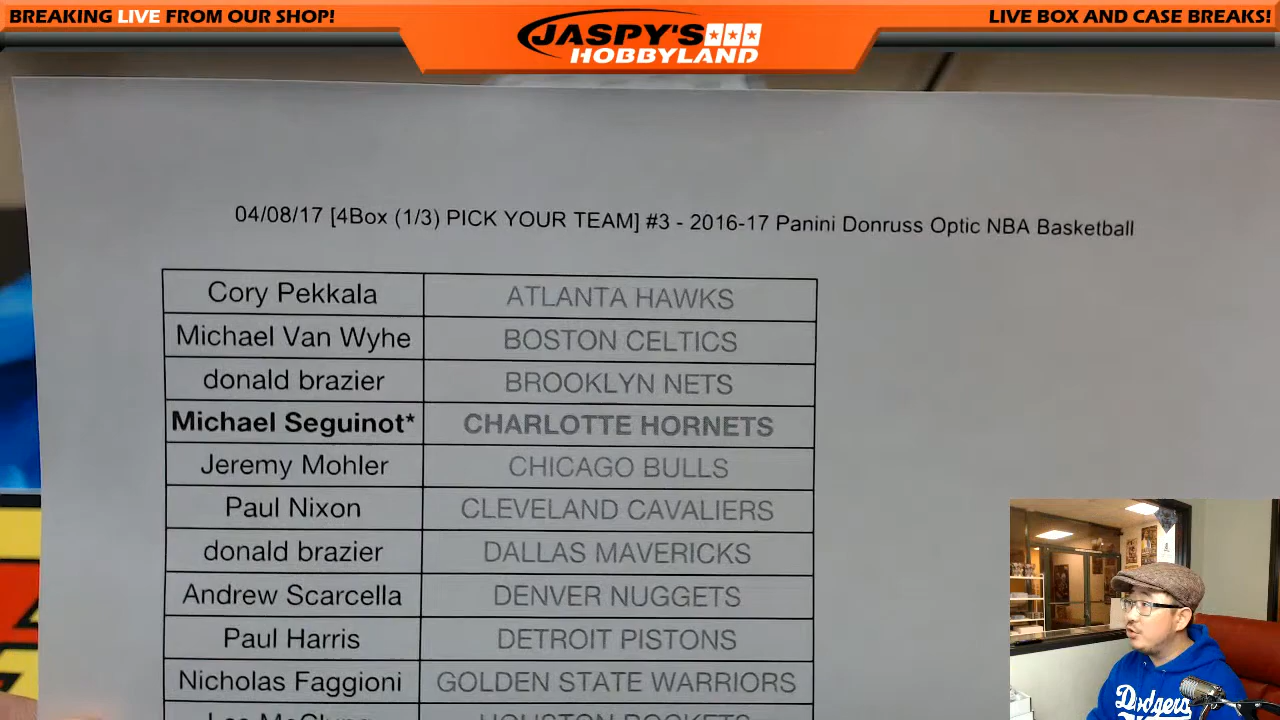 BREAKING LIVE FROM OUR SHOP!
JASPY'S
HOBBYLAND
LIVE BOX AND CASE BREAKS!
04/08/17 [4Box (1/3) PICK YOUR TEAM] #3 - 2016-17 Panini Donruss Optic NBA Basketball
Cory Pekkala ATLANTA HAWKS
Michael Van Wyhe BOSTON CELTICS
donald brazier BROOKLYN NETS
Michael Seguinot* CHARLOTTE HORNETS
Jeremy Mohler CHICAGO BULLS
Paul Nixon CLEVELAND CAVALIERS
donald brazier DALLAS MAVERICKS
Andrew Scarcella DENVER NUGGETS
Paul Harris DETROIT PISTONS
Nicholas Faggioni GOLDEN STATE WARRIORS
HOUSTON ROCKETS
Dodgers